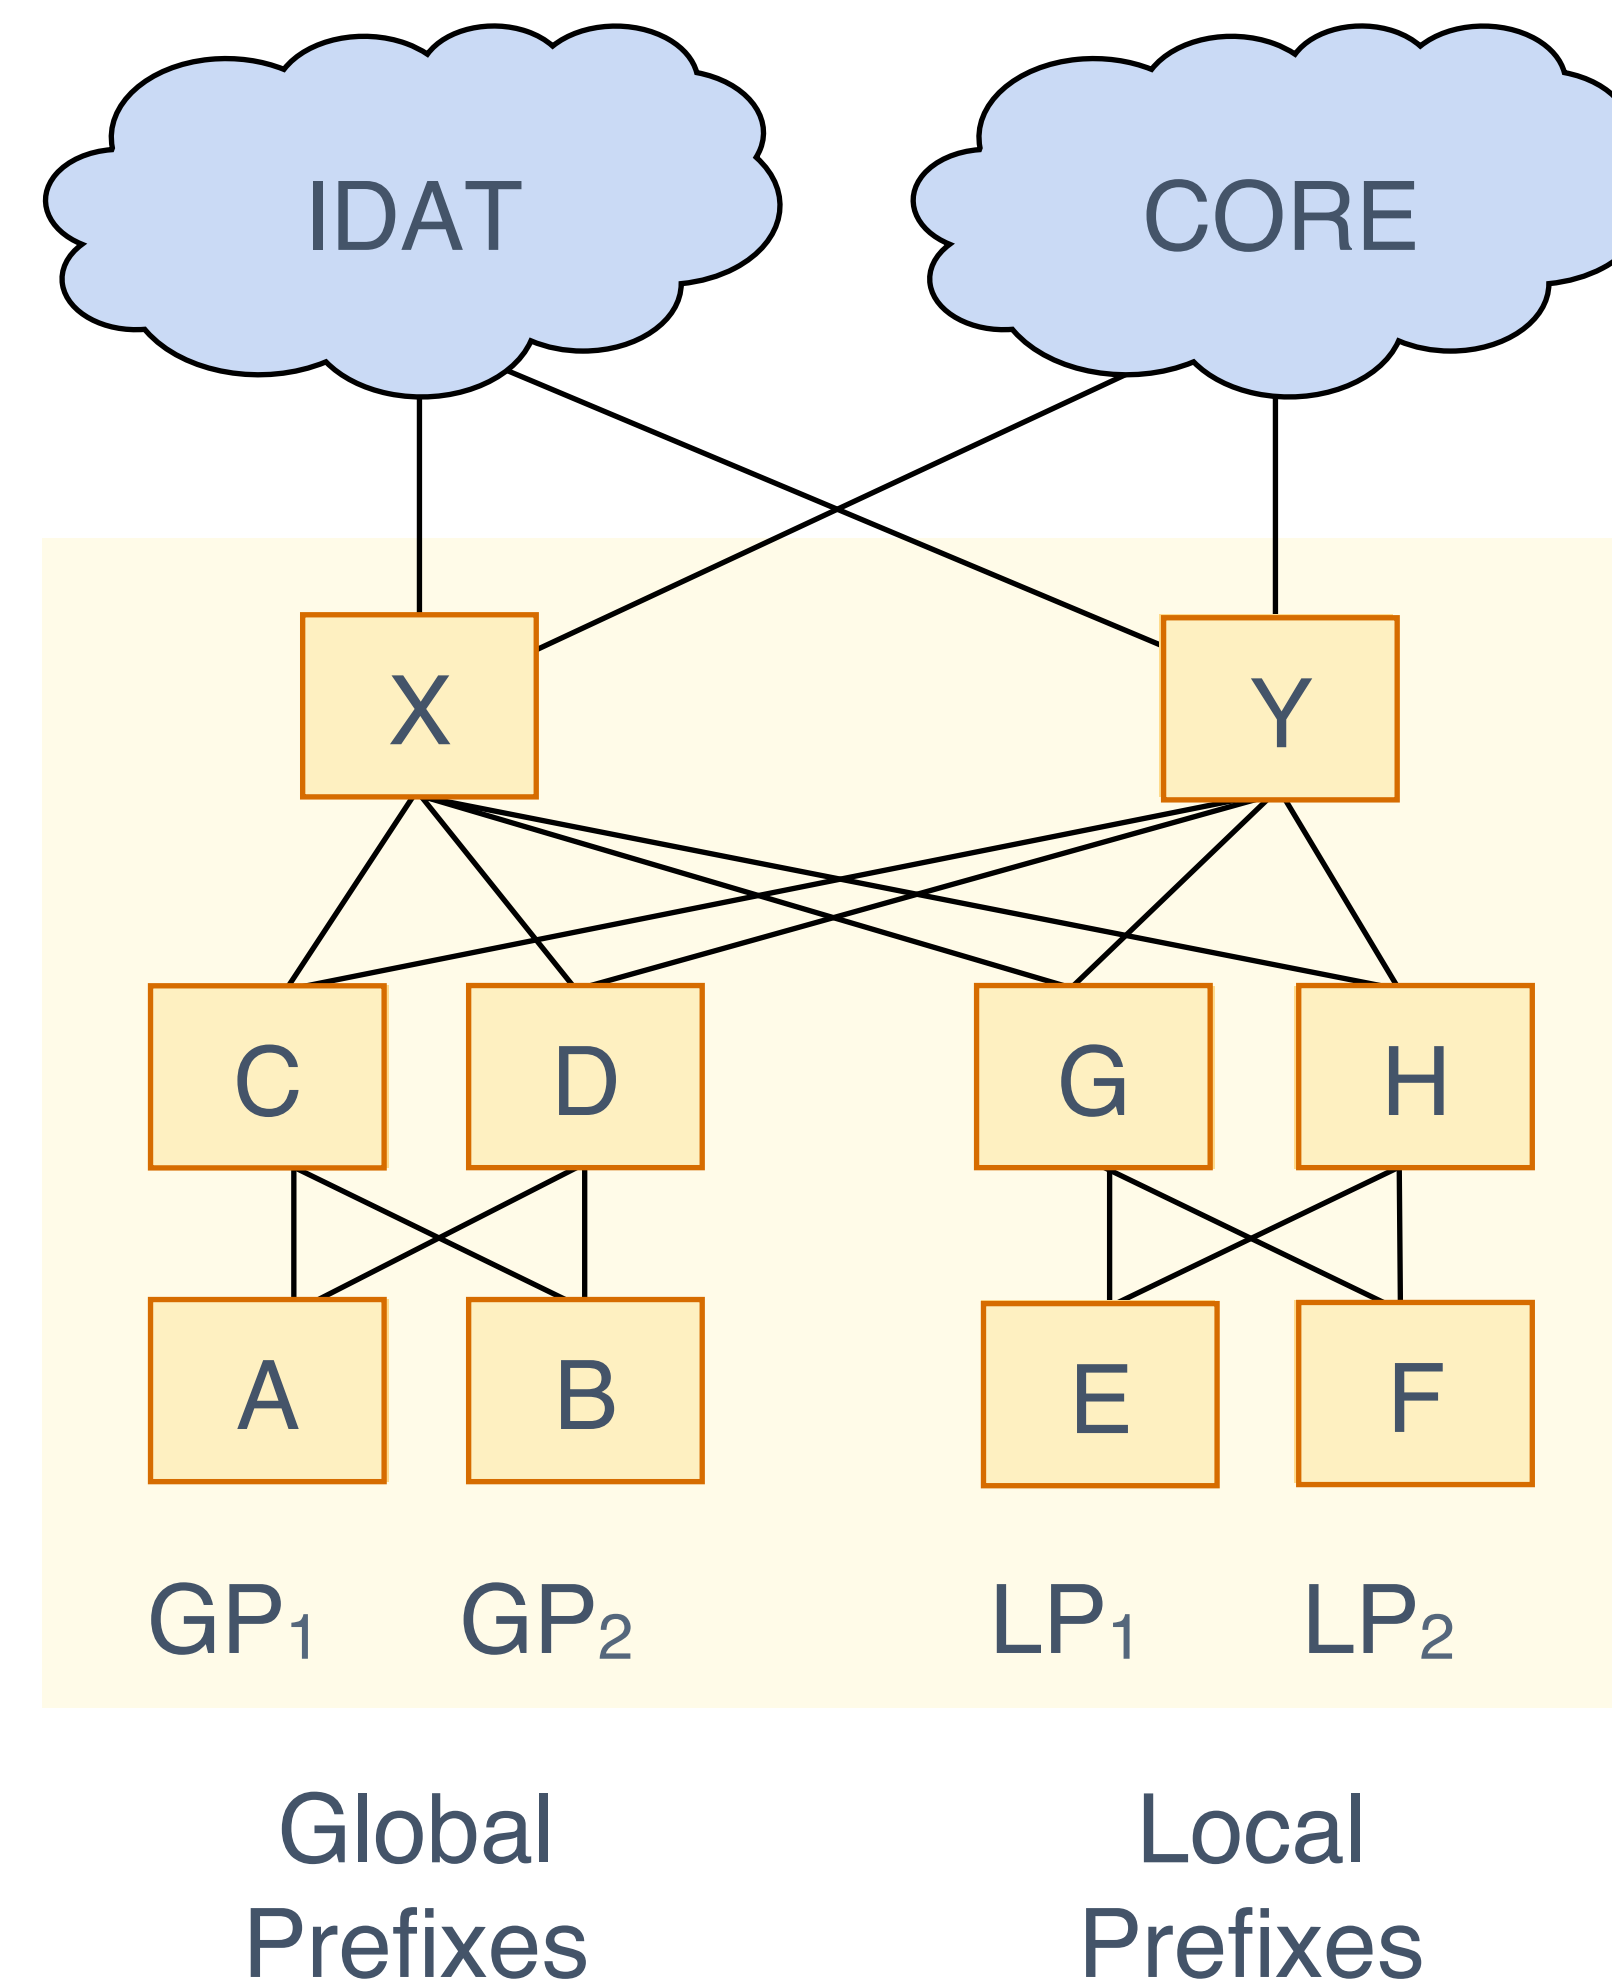 IDAT CORE
X Y
C D G H
A B E F
GP₁ GP₂ LP₁ LP₂
Global Local
Prefixes Prefixes